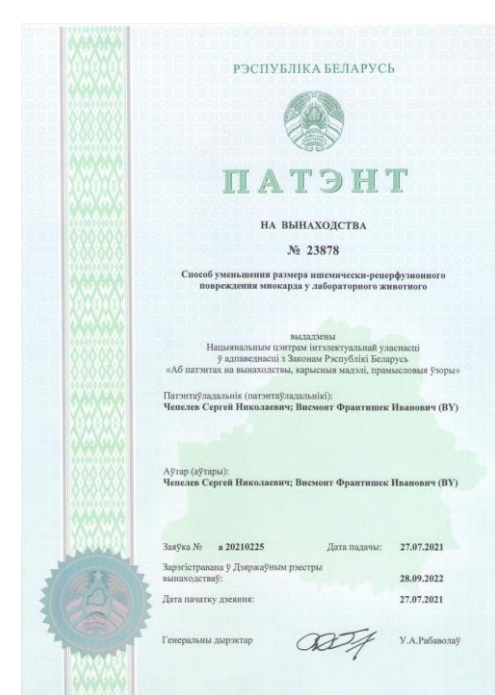 РЭСПУБЛІКА БЕЛАРУСЬ
ПАТЭНТ
НА ВЫНАХОДСТВА
№ 23878
Способ уменьшения размера ишемически-реперфузионного
повреждения миокарда у лабораторного животного
выдадзены
Нацыянальным цэнтрам інтэлектуальнай уласнасці
ў адпаведнасці з Законам Рэспублікі Беларусь
«Аб патэнтах на вынаходствы, карысныя мадэлі, прамысловыя ўзоры»
Патэнтаўладальнік (патэнтаўладальнікі):
Чепелев Сергей Николаевич; Висмонт Франтишек Иванович (BY)
Аўтар (аўтары):
Чепелев Сергей Николаевич; Висмонт Франтишек Иванович (BY)
Заяўка № а 20210225 Дата падачы: 27.07.2021
Зарэгістравана ў Дзяржаўным рэестры
вынаходстваў: 28.09.2022
Дата пачатку дзеяння: 27.07.2021
Генеральны дырэктар У.А.Рабаволаў